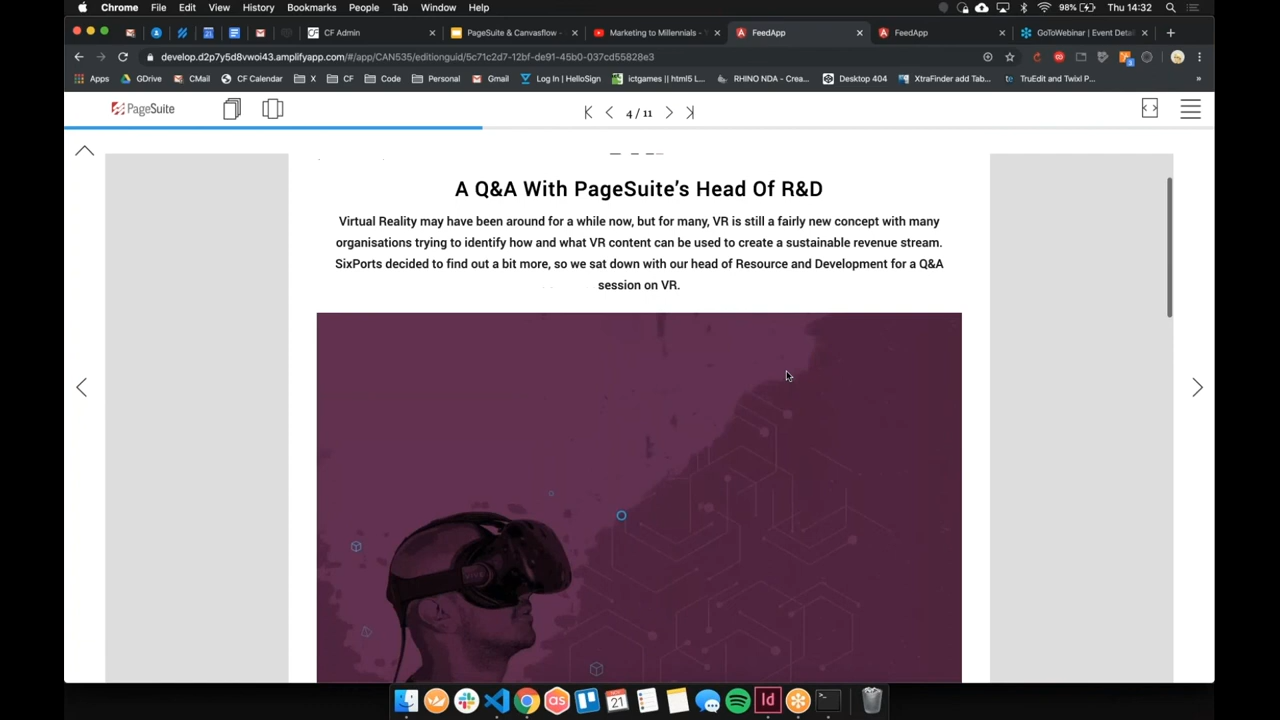 Chrome File Edit View History Bookmarks People Tab Window Help 98% Thu 14:32
CF Admin PageSuite & Canvasflow - Marketing to Millennials - FeedApp FeedApp GoToWebinar | Event Detail
develop.d2p7y5d8vwoi43.amplifyapp.com/#/app/CAN535/editionguid/5c71c2d7-12bf-de91-45b0-037cd55828e3
Apps GDrive CMail CF Calendar X CF Code Personal Gmail Log In | HelloSign ictgames || html5 I... RHINO NDA - Crea... Desktop 404 XtraFinder add Tab... TruEdit and Twixl P... »
PageSuite 4 / 11
A Q&A With PageSuite's Head Of R&D
Virtual Reality may have been around for a while now, but for many, VR is still a fairly new concept with many
organisations trying to identify how and what VR content can be used to create a sustainable revenue stream.
SixPorts decided to find out a bit more, so we sat down with our head of Resource and Development for a Q&A
session on VR.
as 21 Id